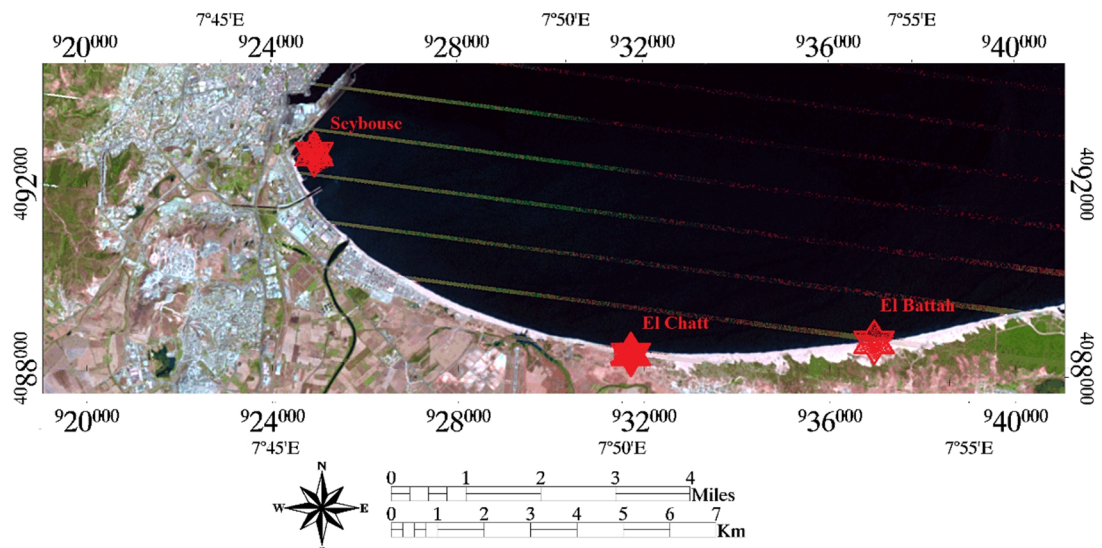 7°45'E 7°50'E 7°55'E
920000 924000 928000 932000 936000 940000
Seybouse
4092000 4092000
El Battah
El Chatt
4088000 4088000
920000 924000 928000 932000 936000 940000
7°45'E 7°50'E 7°55'E
N
W E
0 1 2 3 4 Miles
0 1 2 3 4 5 6 7 Km